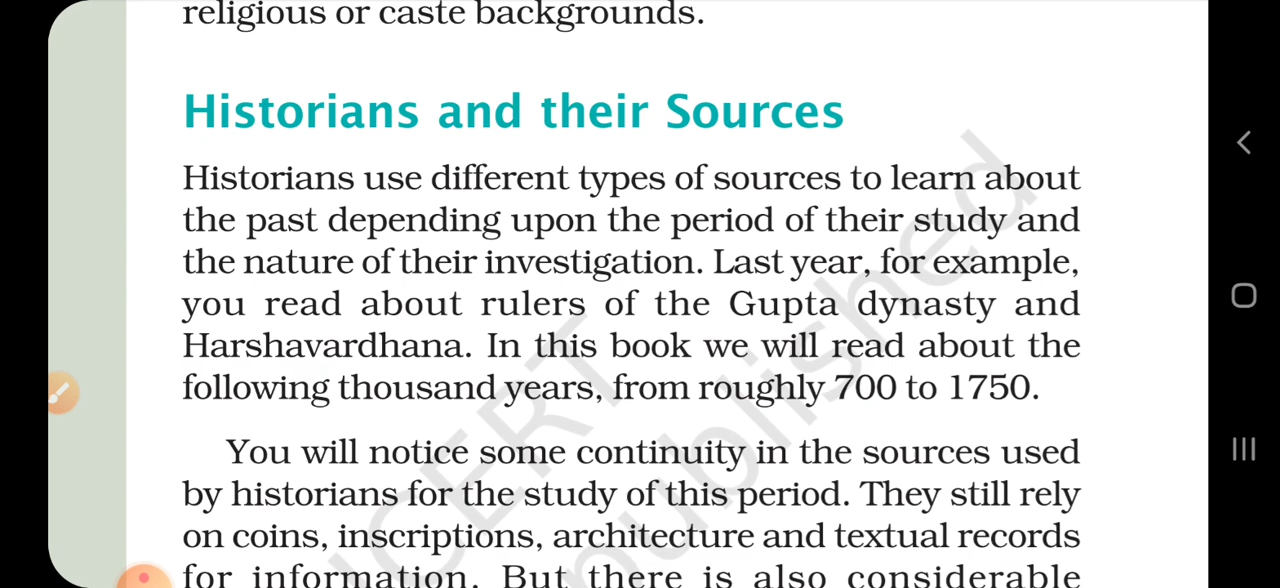 religious or caste backgrounds.
Historians and their Sources
Historians use different types of sources to learn about
the past depending upon the period of their study and
the nature of their investigation. Last year, for example,
you read about rulers of the Gupta dynasty and
Harshavardhana. In this book we will read about the
following thousand years, from roughly 700 to 1750.
You will notice some continuity in the sources used
by historians for the study of this period. They still rely
on coins, inscriptions, architecture and textual records
for information. But there is also considerable